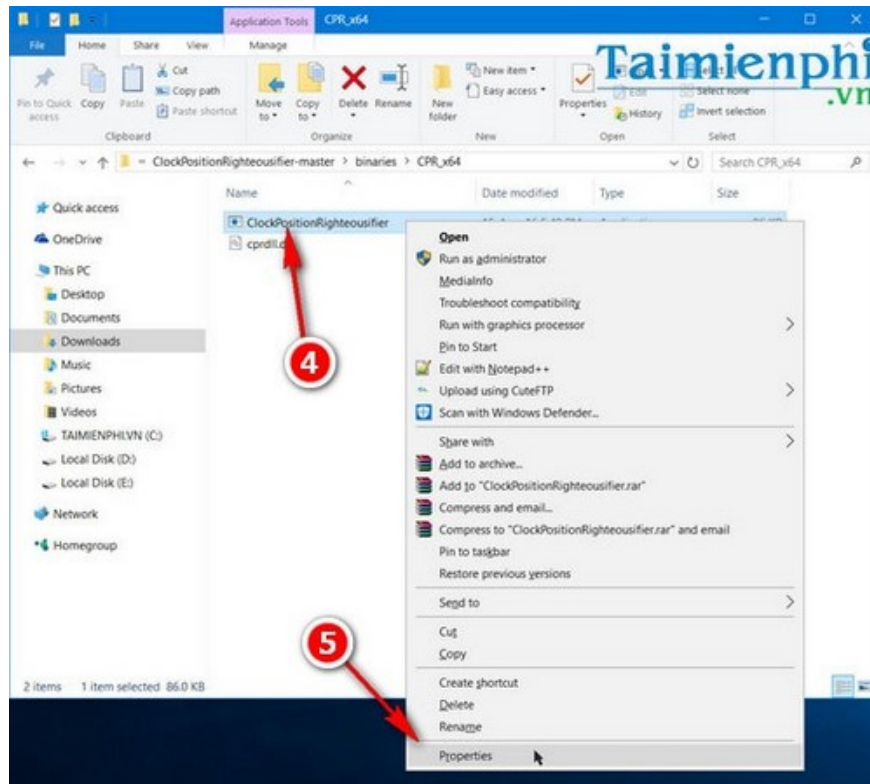 Application Tools CPR_x64
File Home Share View Manage
Taimienphi
.vn
Pin to Quick access
Copy
Paste
Cut
Copy path
Paste shortcut
Move to
Copy to
Delete
Rename
New folder
New item
Easy access
Properties
Edit
History
Select none
Invert selection
Clipboard Organize New Open Select
ClockPositionRighteousifier-master > binaries > CPR_x64
Search CPR_x64
Name Date modified Type Size
Quick access
OneDrive
This PC
Desktop
Documents
Downloads
Music
Pictures
Videos
TAIMIENPHI.VN (C:)
Local Disk (D:)
Local Disk (E:)
Network
Homegroup
ClockPositionRighteousifier
Open
Run as administrator
MediaInfo
Troubleshoot compatibility
Run with graphics processor
Pin to Start
Edit with Notepad++
Upload using CuteFTP
Scan with Windows Defender...
Share with
Add to archive...
Add to "ClockPositionRighteousifier.rar"
Compress and email...
Compress to "ClockPositionRighteousifier.rar" and email
Pin to taskbar
Restore previous versions
Send to
Cut
Copy
Create shortcut
Delete
Rename
Properties
4
5
2 items 1 item selected 86.0 KB